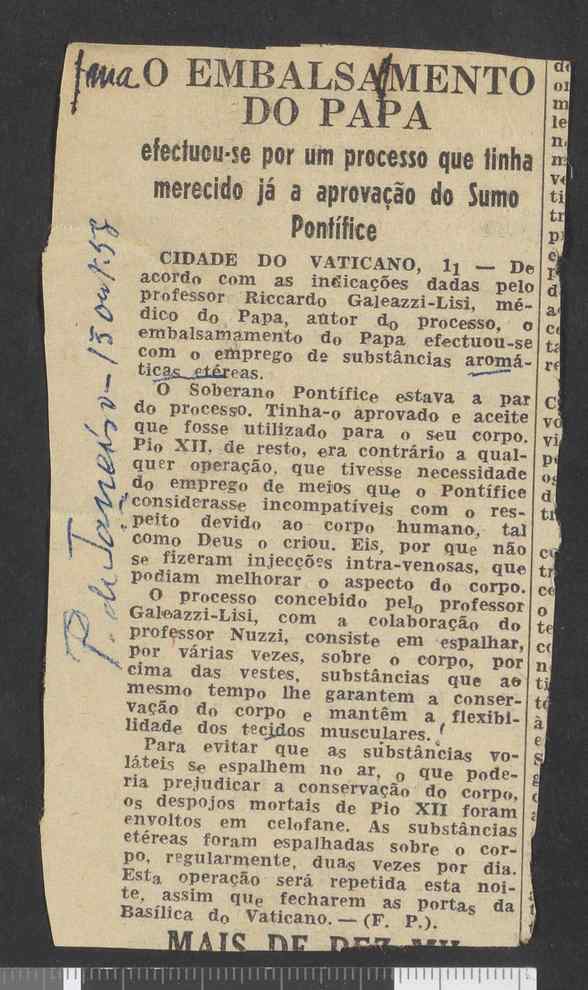 O EMBALSAMENTO
DO PAPA
efectuou-se por um processo que tinha
merecido já a aprovação do Sumo
Pontífice
CIDADE DO VATICANO, 11 — De
acordo com as indicações dadas pelo
professor Riccardo Galeazzi-Lisi, mé-
dico do Papa, autor do processo, o
embalsamamento do Papa efectuou-se
com o emprego de substâncias aromá-
ticas etéreas.
O Soberano Pontífice estava a par
do processo. Tinha-o aprovado e aceite
que fosse utilizado para o seu corpo.
Pio XII, de resto, era contrário a qual-
quer operação, que tivesse necessidade
do emprego de meios que o Pontífice
considerasse incompatíveis com o res-
peito devido ao corpo humano, tal
como Deus o criou. Eis, por que não
se fizeram injecções intra-venosas, que
podiam melhorar o aspecto do corpo.
O processo concebido pelo professor
Galeazzi-Lisi, com a colaboração do
professor Nuzzi, consiste em espalhar,
por várias vezes, sobre o corpo, por
cima das vestes, substâncias que ao
mesmo tempo lhe garantem a conser-
vação do corpo e mantêm a flexibi-
lidade dos tecidos musculares.
Para evitar que as substâncias vo-
láteis se espalhem no ar, o que pode-
ria prejudicar a conservação do corpo,
os despojos mortais de Pio XII foram
envoltos em celofane. As substâncias
etéreas foram espalhadas sobre o cor-
po, regularmente, duas vezes por dia.
Esta operação será repetida esta noi-
te, assim que fecharem as portas da
Basílica do Vaticano. — (F. P.).
MAIS DE DEZ MIL
P. de Janeiro — 13 out. 58
ma